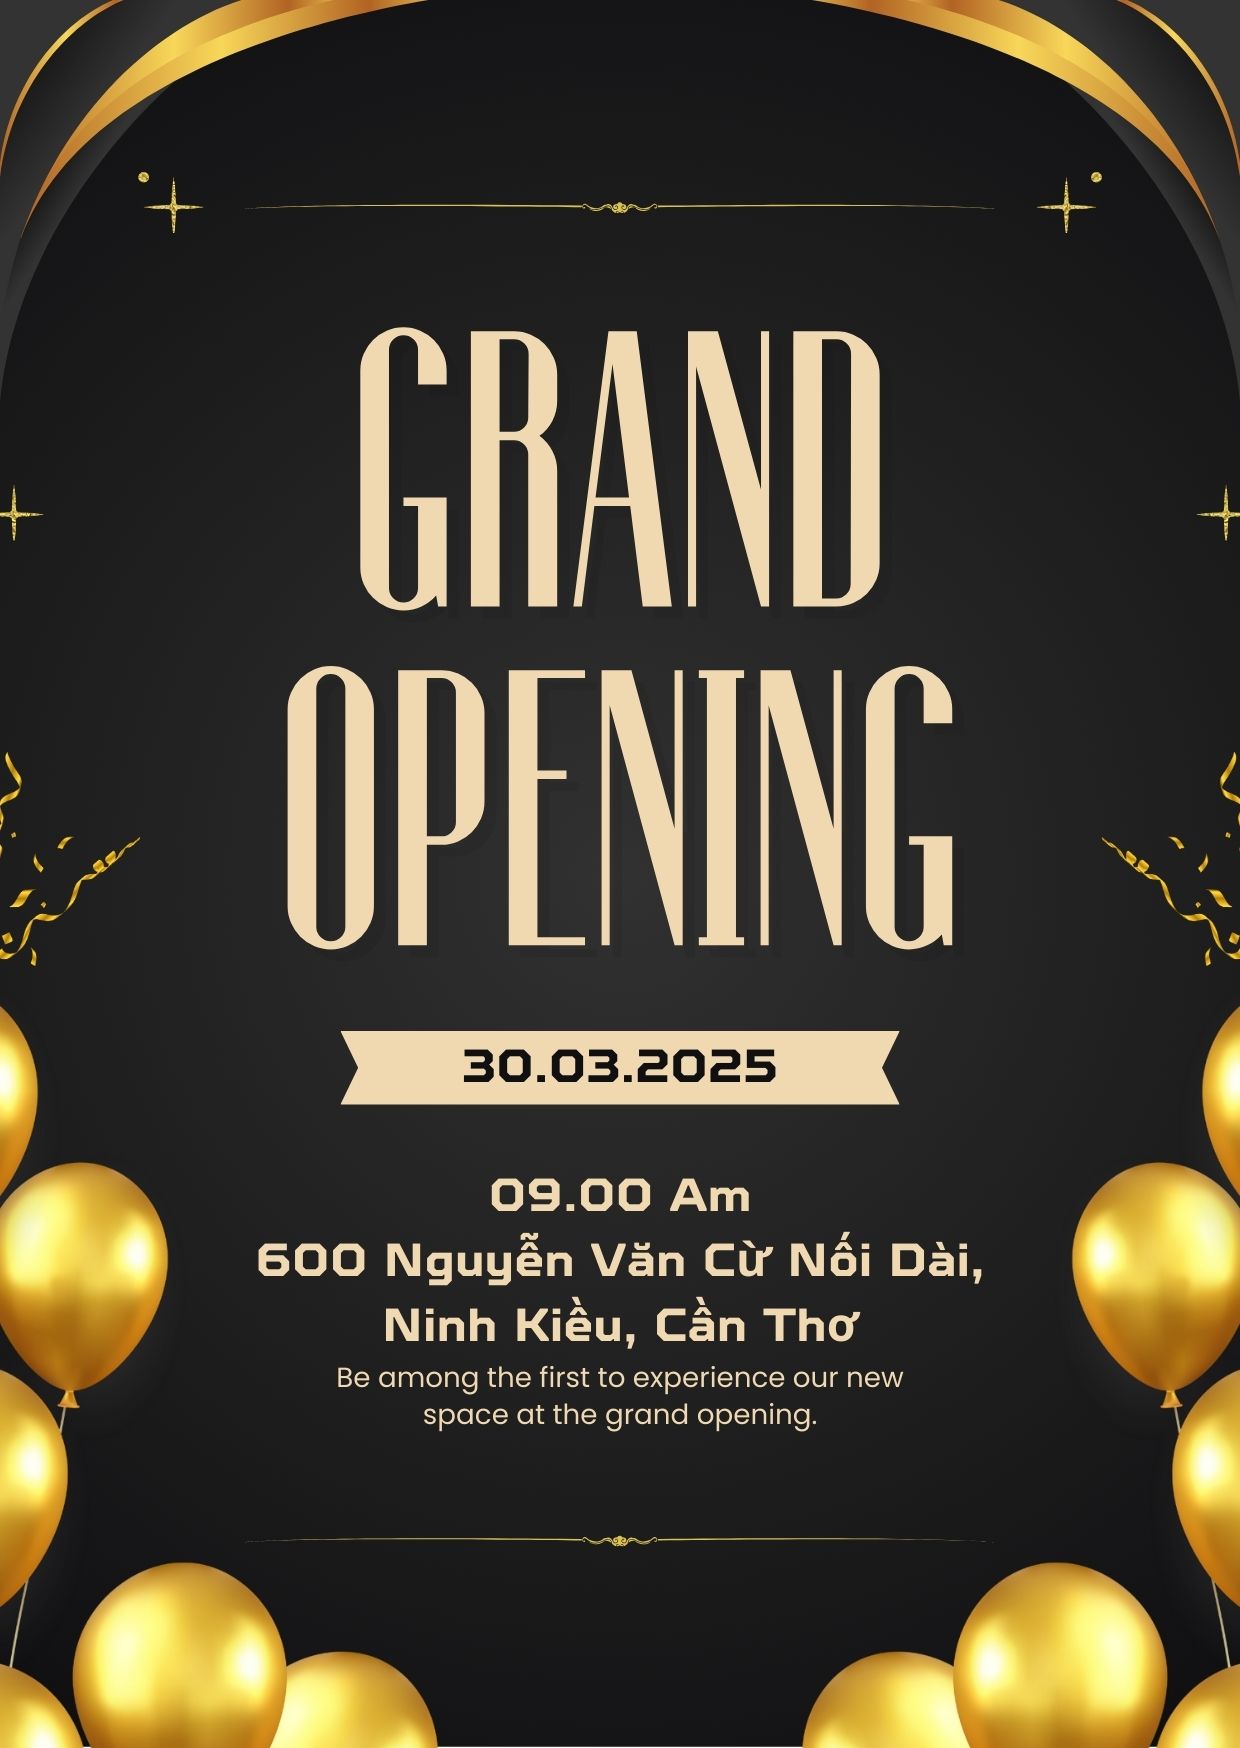 GRAND
OPENING
30.03.2025
09.00 Am
600 Nguyễn Văn Cừ Nối Dài,
Ninh Kiều, Cần Thơ
Be among the first to experience our new
space at the grand opening.